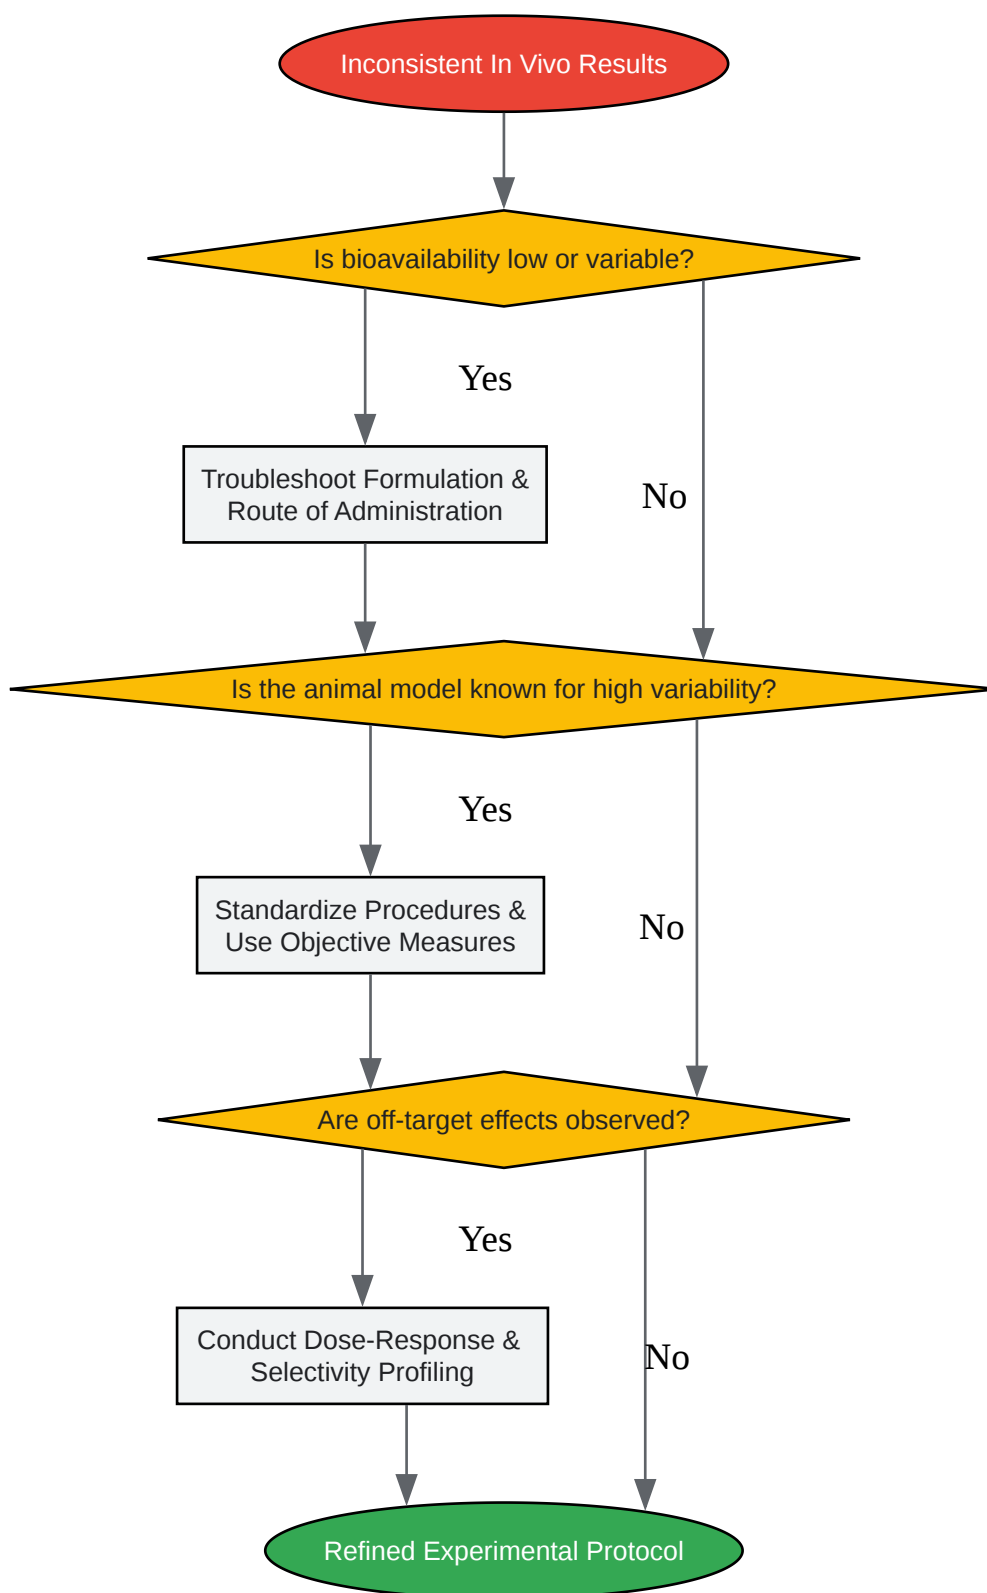 Inconsistent In Vivo Results
Is bioavailability low or variable?
Yes
Troubleshoot Formulation &
Route of Administration
No
Is the animal model known for high variability?
Yes
Standardize Procedures &
Use Objective Measures
No
Are off-target effects observed?
Yes
Conduct Dose-Response &
Selectivity Profiling
No
Refined Experimental Protocol